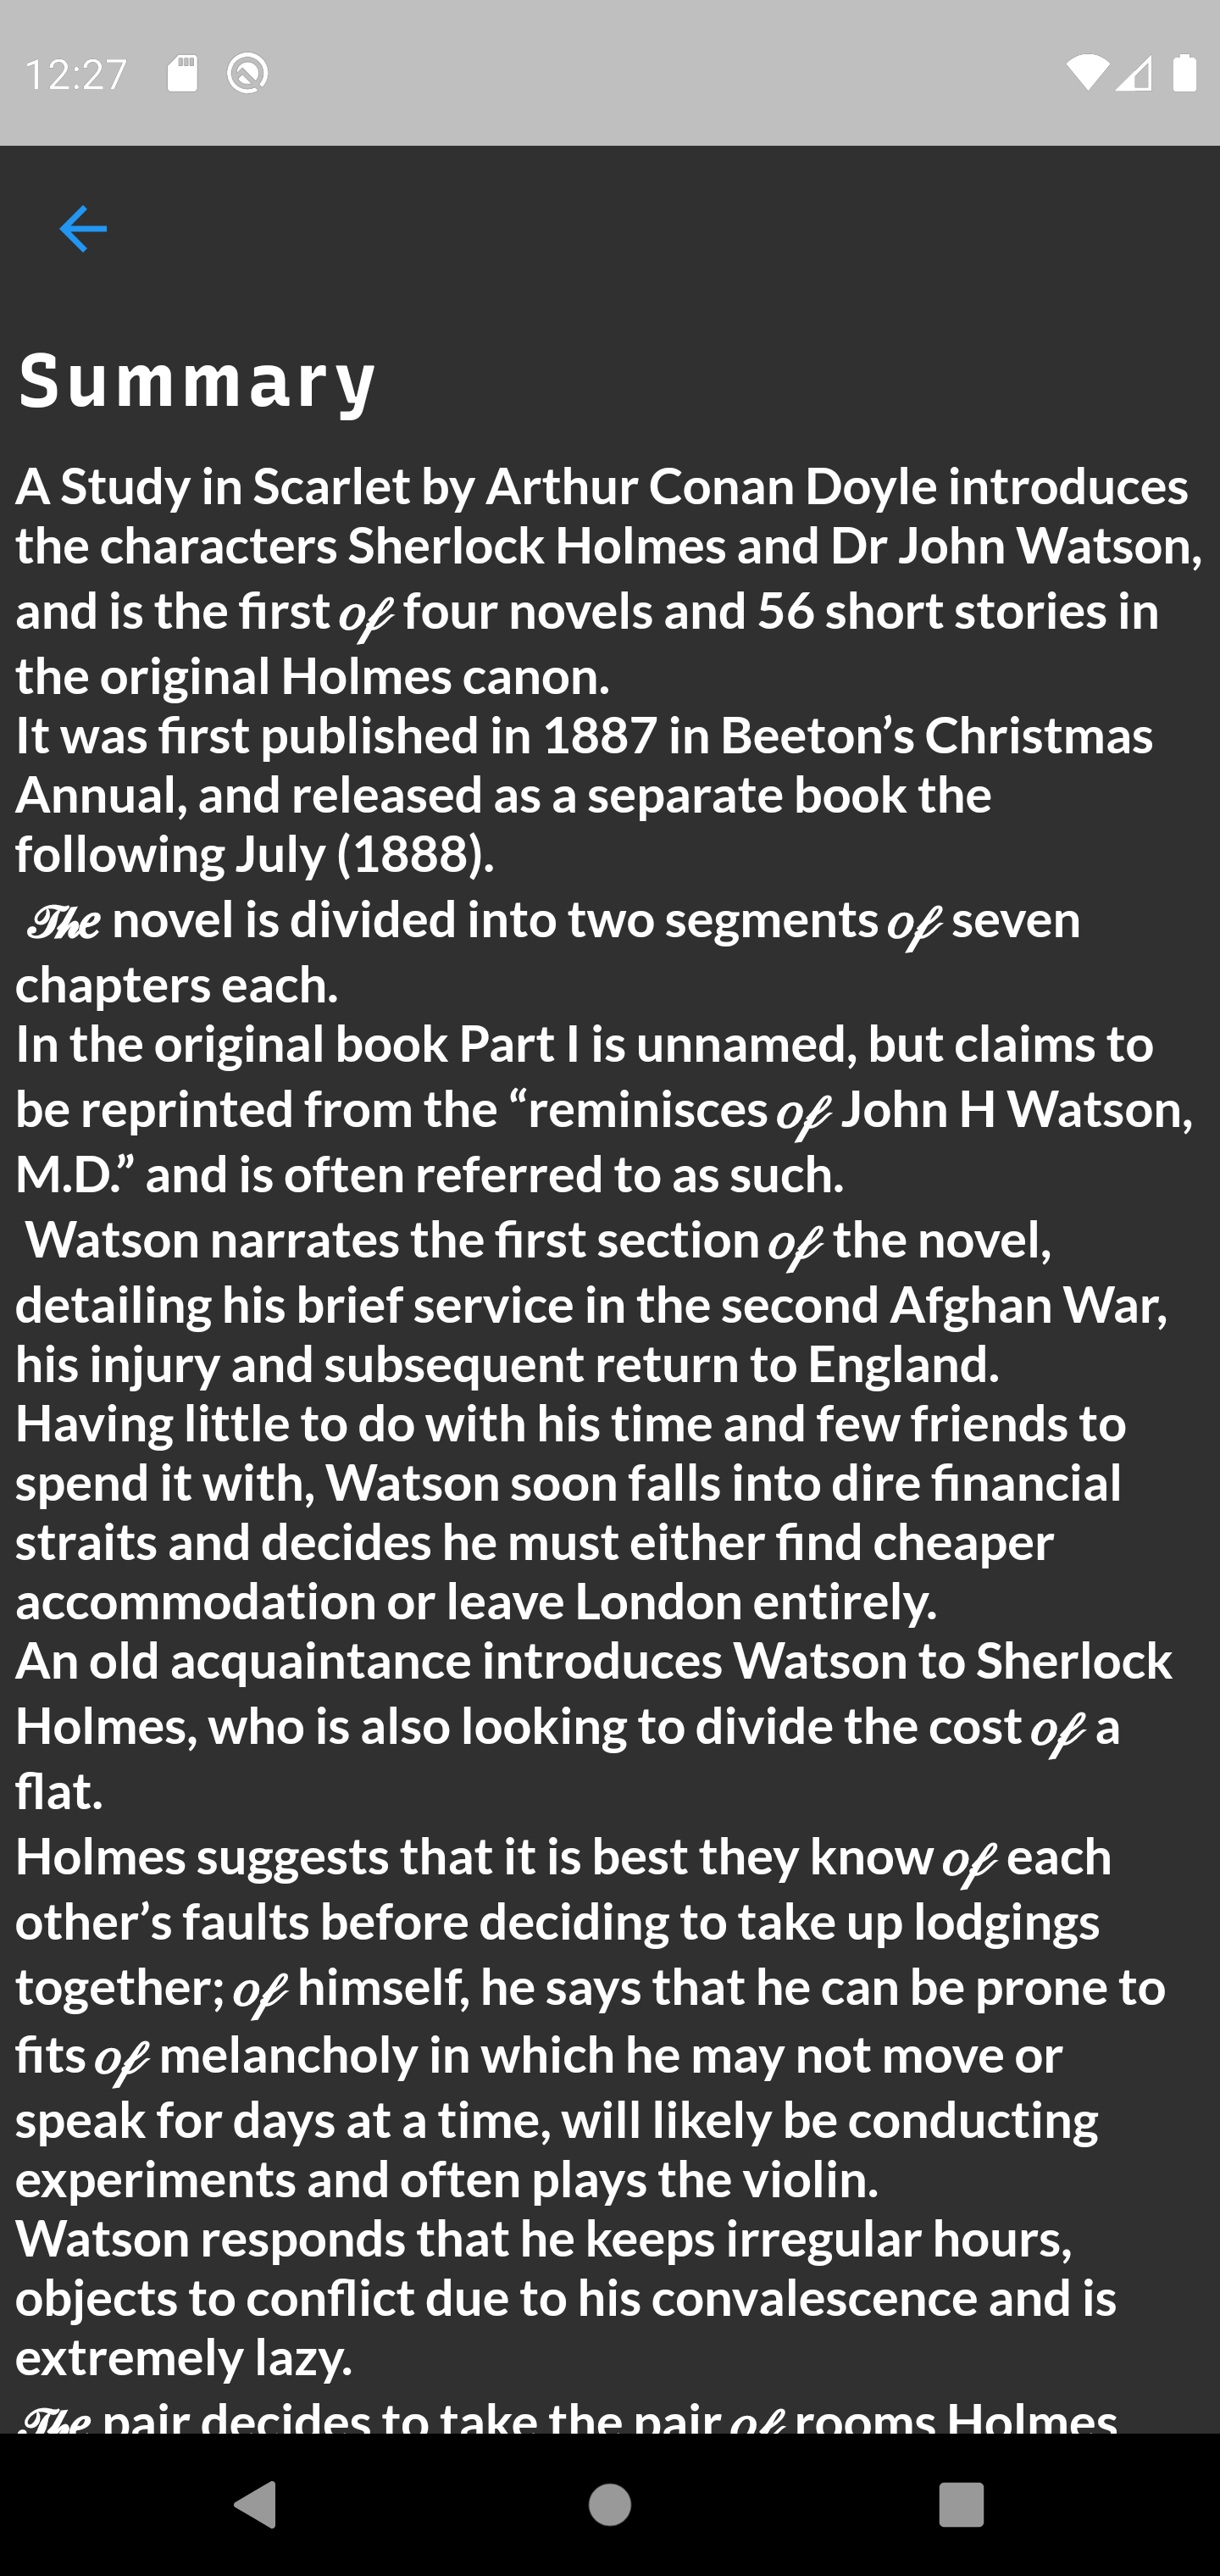 12:27
Summary
A Study in Scarlet by Arthur Conan Doyle introduces
the characters Sherlock Holmes and Dr John Watson,
and is the first of four novels and 56 short stories in
the original Holmes canon.
It was first published in 1887 in Beeton’s Christmas
Annual, and released as a separate book the
following July (1888).
The novel is divided into two segments of seven
chapters each.
In the original book Part I is unnamed, but claims to
be reprinted from the “reminisces of John H Watson,
M.D.” and is often referred to as such.
Watson narrates the first section of the novel,
detailing his brief service in the second Afghan War,
his injury and subsequent return to England.
Having little to do with his time and few friends to
spend it with, Watson soon falls into dire financial
straits and decides he must either find cheaper
accommodation or leave London entirely.
An old acquaintance introduces Watson to Sherlock
Holmes, who is also looking to divide the cost of a
flat.
Holmes suggests that it is best they know of each
other’s faults before deciding to take up lodgings
together; of himself, he says that he can be prone to
fits of melancholy in which he may not move or
speak for days at a time, will likely be conducting
experiments and often plays the violin.
Watson responds that he keeps irregular hours,
objects to conflict due to his convalescence and is
extremely lazy.
The pair decides to take the pair of rooms Holmes